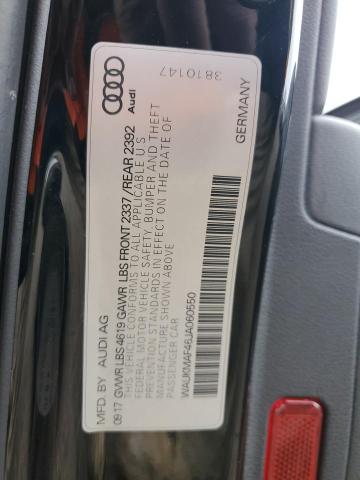 Audi
3810147
MFD. BY AUDI AG GERMANY
09.17 GVWR LBS 4619 GAWR LBS FRONT 2337 /REAR 2392
THIS VEHICLE CONFORMS TO ALL APPLICABLE U S
FEDERAL MOTOR VEHICLE SAFETY, BUMPER AND THEFT
PREVENTION STANDARDS IN EFFECT ON THE DATE OF
MANUFACTURE SHOWN ABOVE
PASSENGER CAR
WAUKMAF46JA060550